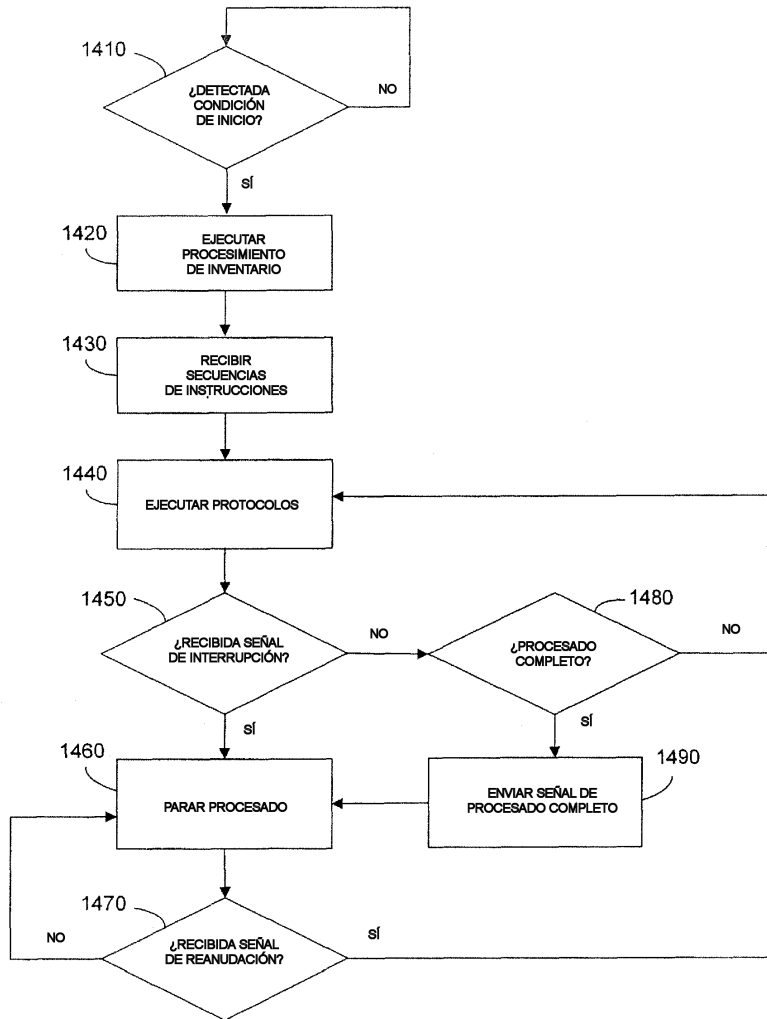 1410
¿DETECTADA
CONDICIÓN
DE INICIO?
NO
SÍ
1420
EJECUTAR
PROCESIMIENTO
DE INVENTARIO
1430
RECIBIR
SECUENCIAS
DE INSTRUCCIONES
1440
EJECUTAR PROTOCOLOS
1450
¿RECIBIDA SEÑAL
DE INTERRUPCIÓN?
NO
SÍ
1480
¿PROCESADO
COMPLETO?
NO
SÍ
1460
PARAR PROCESADO
1490
ENVIAR SEÑAL DE
PROCESADO COMPLETO
1470
¿RECIBIDA SEÑAL
DE REANUDACIÓN?
NO
SÍ